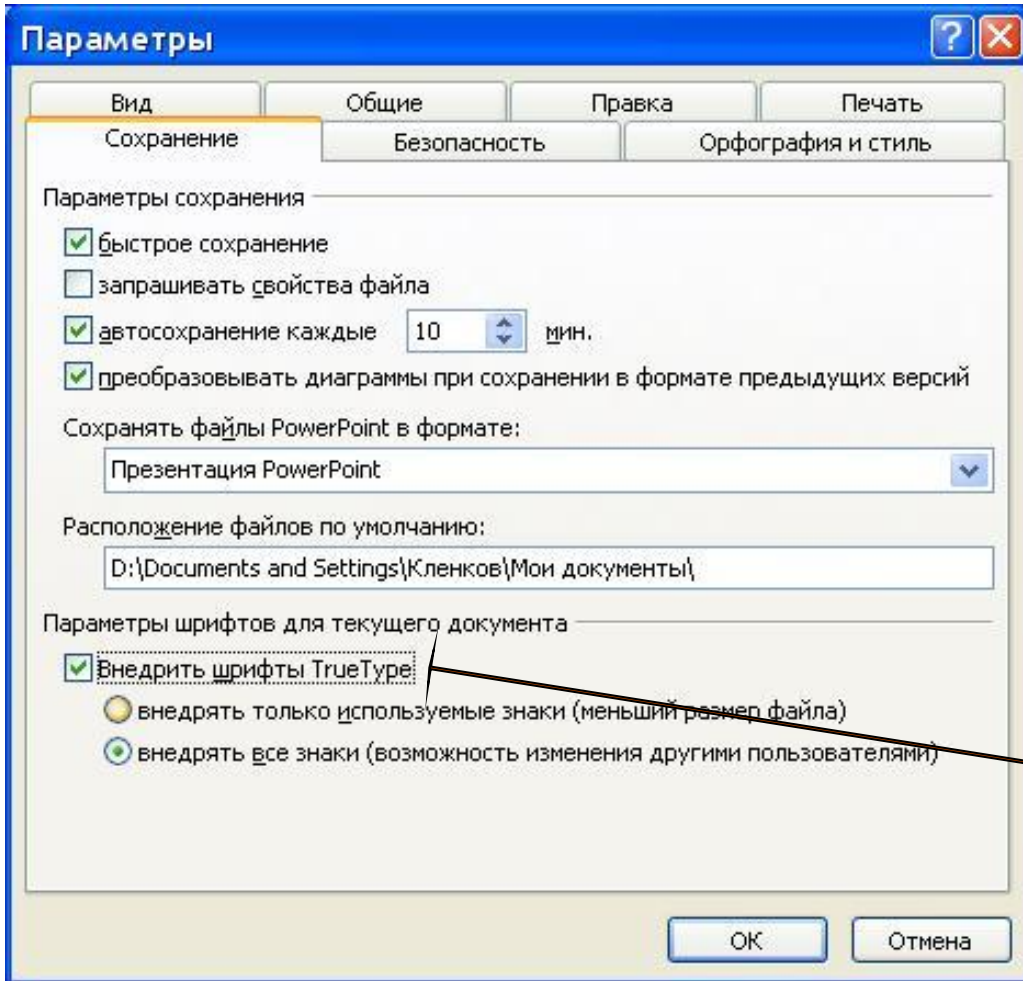 Параметры
Вид Общие Правка Печать
Сохранение Безопасность Орфография и стиль
Параметры сохранения
быстрое сохранение
запрашивать свойства файла
автосохранение каждые 10 мин.
преобразовывать диаграммы при сохранении в формате предыдущих версий
Сохранять файлы PowerPoint в формате:
Презентация PowerPoint
Расположение файлов по умолчанию:
D:\Documents and Settings\Кленков\Мои документы\
Параметры шрифтов для текущего документа
Внедрить шрифты TrueType
внедрять только используемые знаки (меньший размер файла)
внедрять все знаки (возможность изменения другими пользователями)
ОК Отмена